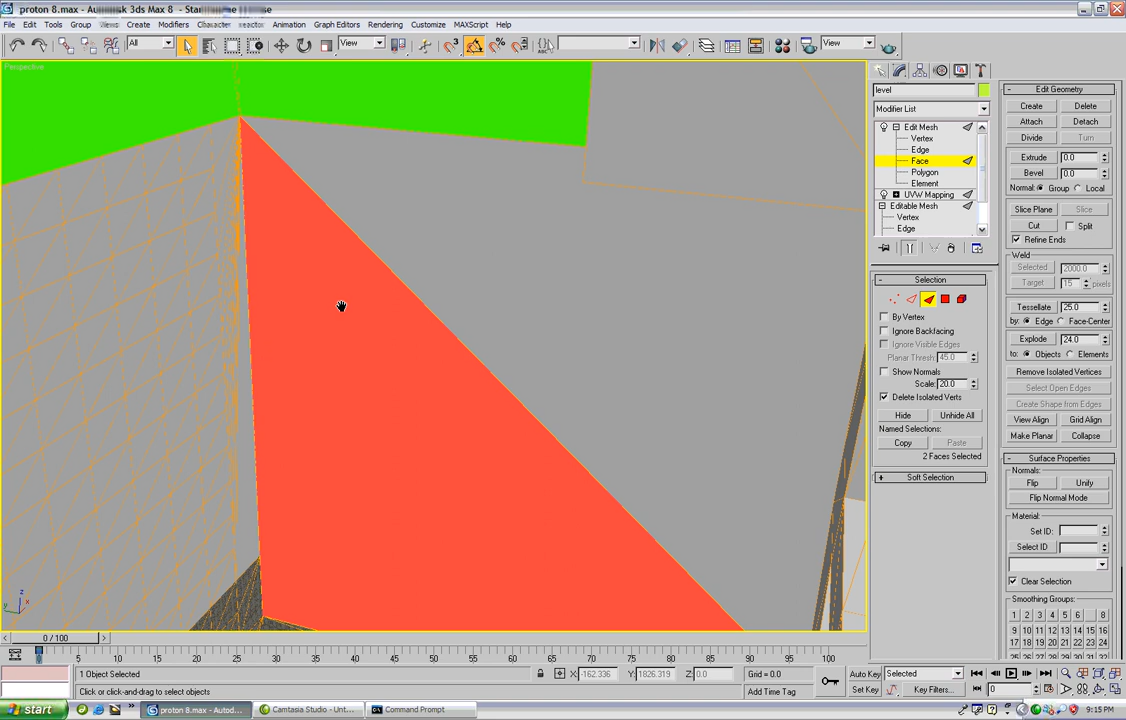 proton 8.max - Autodesk 3ds Max 8 - Stand
File Edit Tools Group Views Create Modifiers Character reactor Animation Graph Editors Rendering Customize MAXScript Help
All View View
Perspective
level
Modifier List
Edit Mesh
Vertex
Edge
Face
Polygon
Element
UVW Mapping
Editable Mesh
Vertex
Edge
Selection
By Vertex
Ignore Backfacing
Ignore Visible Edges
Planar Thresh: 45.0
Show Normals
Scale: 20.0
Delete Isolated Verts
Hide Unhide All
Named Selections:
Copy Paste
2 Faces Selected
Soft Selection
Edit Geometry
Create Delete
Attach Detach
Divide Turn
Extrude 0.0
Bevel 0.0
Normal: Group Local
Slice Plane Slice
Cut Split
Refine Ends
Weld
Selected 2000.0
Target 15 pixels
Tessellate 25.0
by: Edge Face-Center
Explode 24.0
to: Objects Elements
Remove Isolated Vertices
Select Open Edges
Create Shape from Edges
View Align Grid Align
Make Planar Collapse
Surface Properties
Normals:
Flip Unify
Flip Normal Mode
Material:
Set ID:
Select ID
Clear Selection
Smoothing Groups:
1 2 3 4 5 6 8
9 10 11 12 13 14 15 16
17 18 19 20 21 22 23 24
0 / 100
5 10 15 20 25 30 35 40 45 50 55 60 65 70 75 80 85 90 95 100
1 Object Selected X: -162.336 Y: 1826.319 Z: 0.0 Grid = 0.0 Auto Key Selected
Click or click-and-drag to select objects Add Time Tag Set Key Key Filters... 0
start proton 8.max - Autod... Camtasia Studio - Unt... Command Prompt 9:15 PM